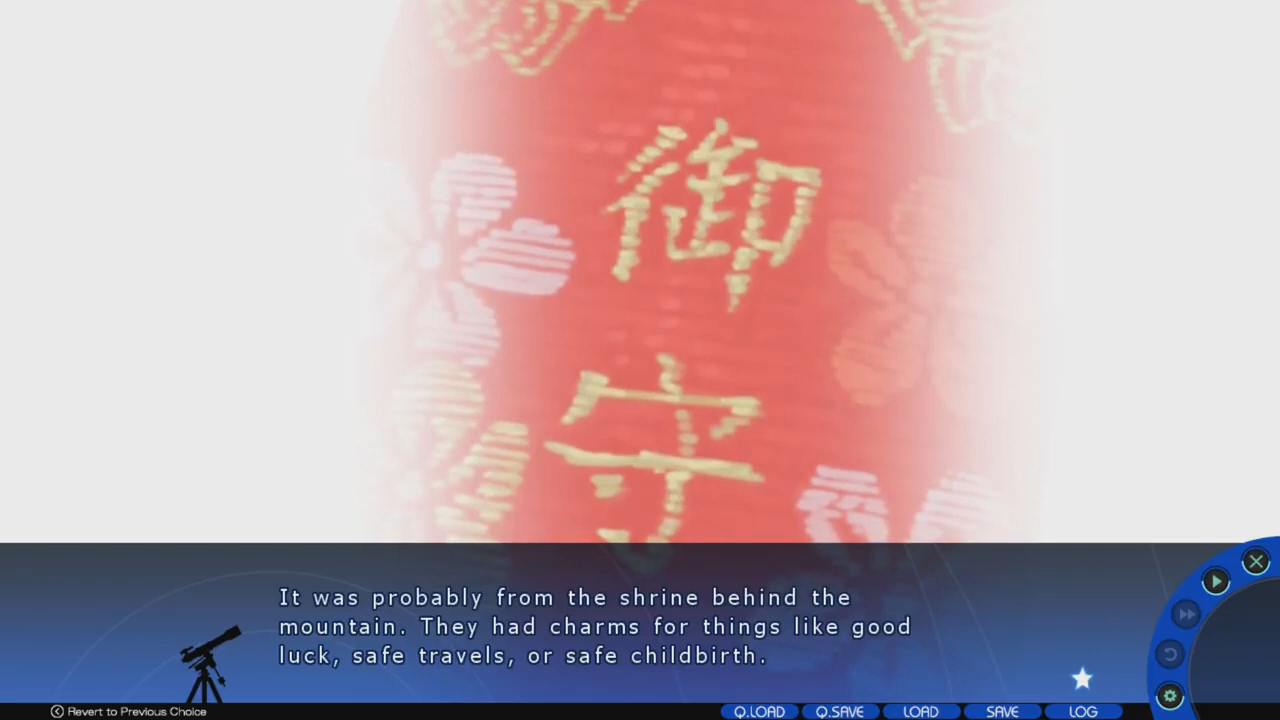 御
守
It was probably from the shrine behind the
mountain. They had charms for things like good
luck, safe travels, or safe childbirth.
Revert to Previous Choice
Q.LOAD
Q.SAVE
LOAD
SAVE
LOG